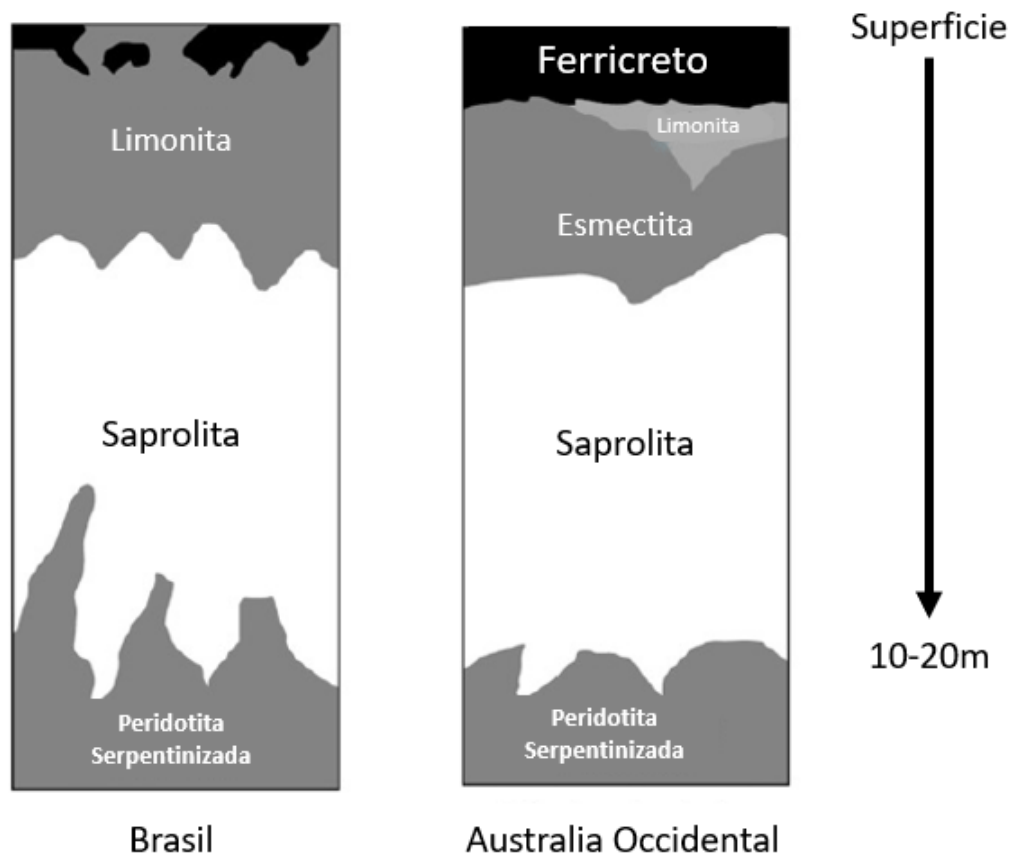 Superficie
Limonita
Saprolita
Peridotita
Serpentinizada
Brasil
Ferricreto
Limonita
Esmectita
Saprolita
Peridotita
Serpentinizada
Australia Occidental
10-20m